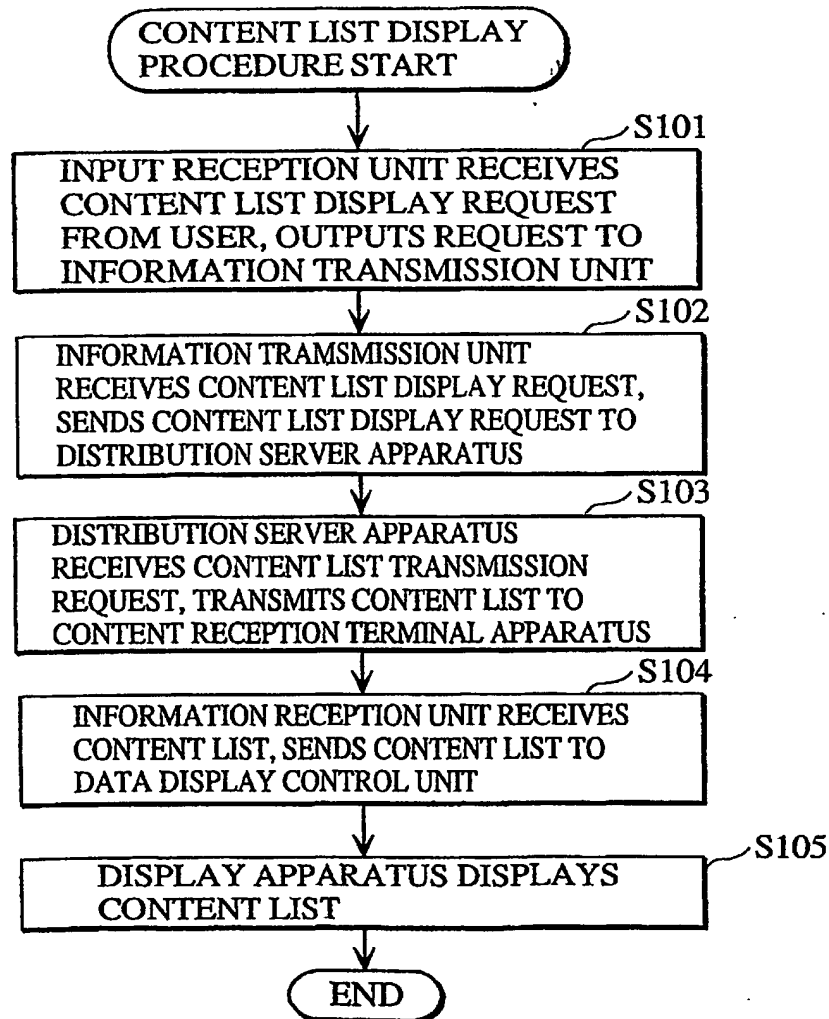 CONTENT LIST DISPLAY
PROCEDURE START
S101
INPUT RECEPTION UNIT RECEIVES
CONTENT LIST DISPLAY REQUEST
FROM USER, OUTPUTS REQUEST TO
INFORMATION TRANSMISSION UNIT
S102
INFORMATION TRAMSMISSION UNIT
RECEIVES CONTENT LIST DISPLAY REQUEST,
SENDS CONTENT LIST DISPLAY REQUEST TO
DISTRIBUTION SERVER APPARATUS
S103
DISTRIBUTION SERVER APPARATUS
RECEIVES CONTENT LIST TRANSMISSION
REQUEST, TRANSMITS CONTENT LIST TO
CONTENT RECEPTION TERMINAL APPARATUS
S104
INFORMATION RECEPTION UNIT RECEIVES
CONTENT LIST, SENDS CONTENT LIST TO
DATA DISPLAY CONTROL UNIT
S105
DISPLAY APPARATUS DISPLAYS
CONTENT LIST
END